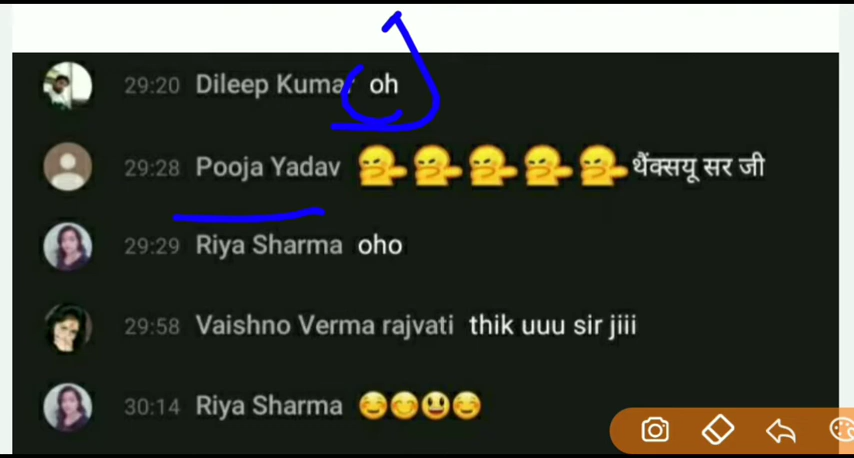 29:20 Dileep Kumar oh
29:28 Pooja Yadav थैंक्सयू सर जी
29:29 Riya Sharma oho
29:58 Vaishno Verma rajvati thik uuu sir jiii
30:14 Riya Sharma